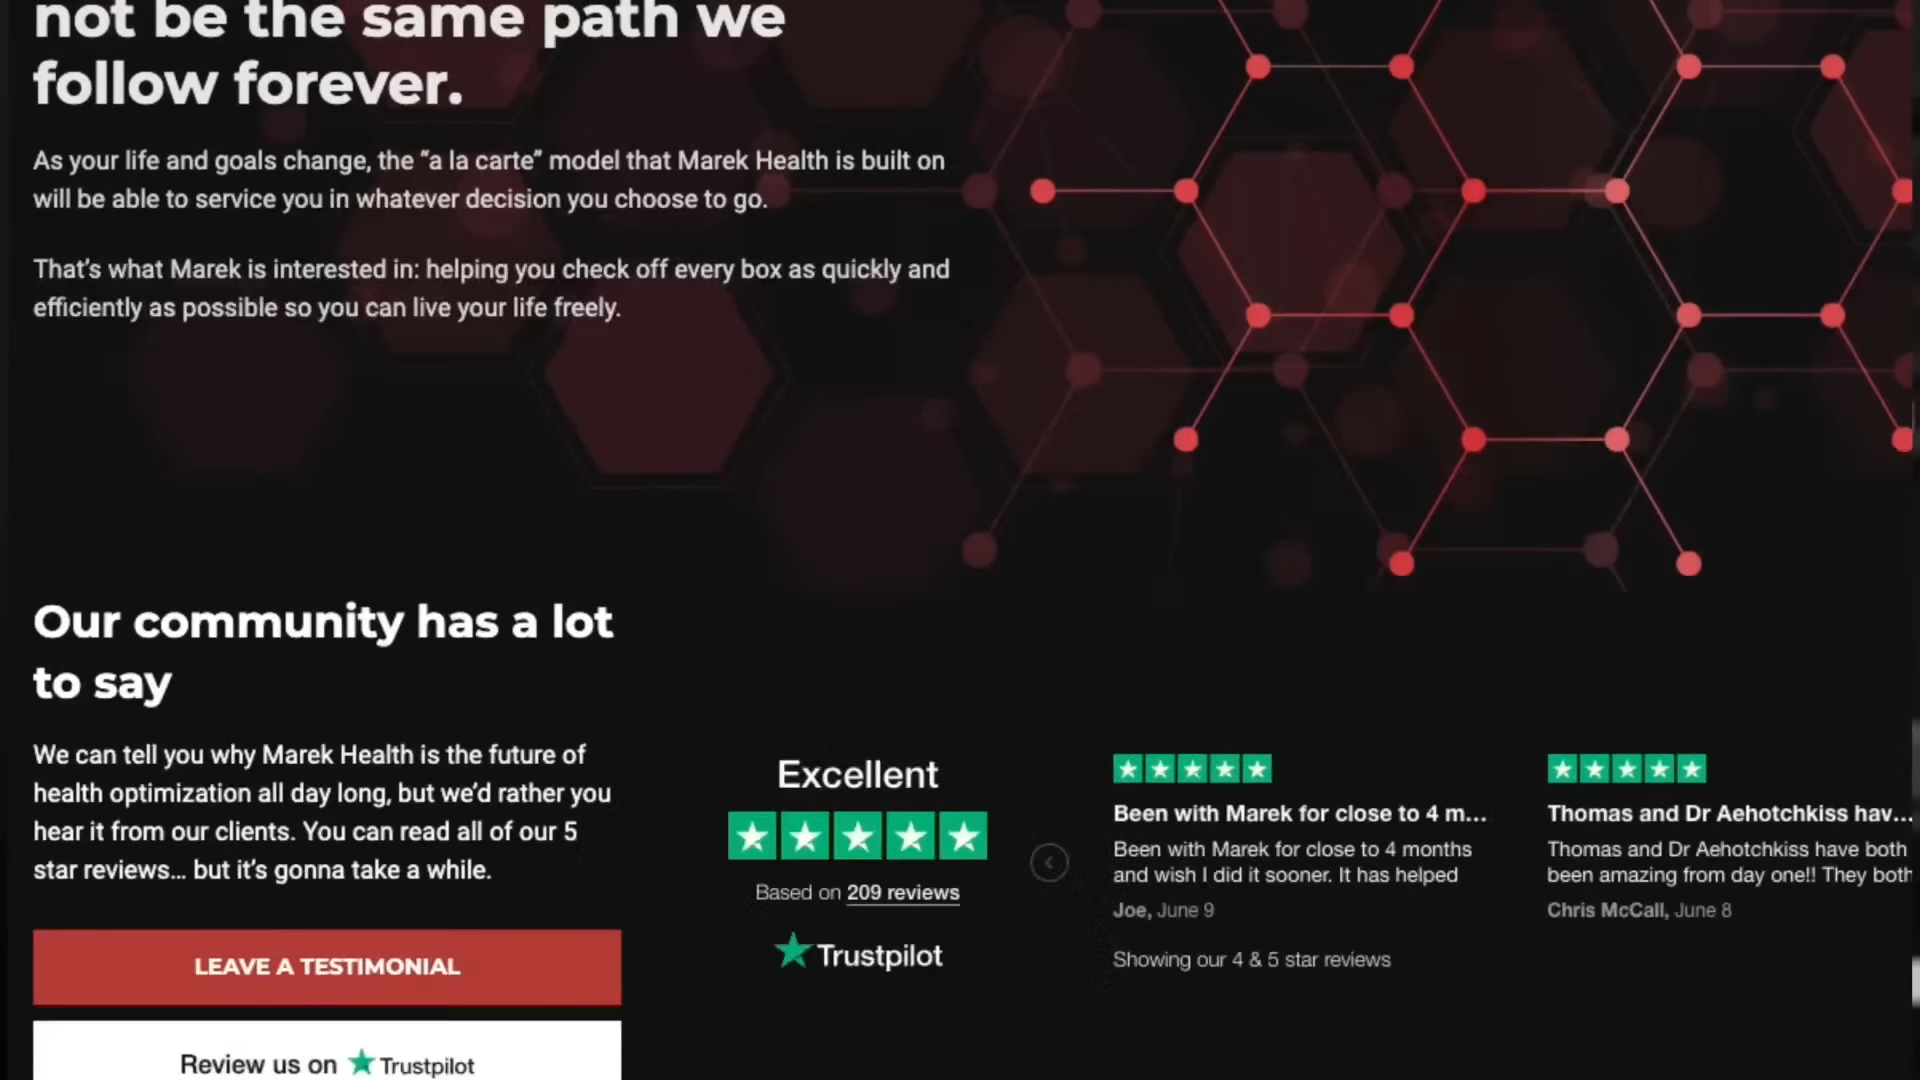 not be the same path we
follow forever.
As your life and goals change, the “a la carte” model that Marek Health is built on
will be able to service you in whatever decision you choose to go.
That’s what Marek is interested in: helping you check off every box as quickly and
efficiently as possible so you can live your life freely.
Our community has a lot
to say
We can tell you why Marek Health is the future of
health optimization all day long, but we’d rather you
hear it from our clients. You can read all of our 5
star reviews... but it’s gonna take a while.
LEAVE A TESTIMONIAL
Review us on Trustpilot
Excellent
Based on 209 reviews
Trustpilot
Been with Marek for close to 4 m...
Been with Marek for close to 4 months
and wish I did it sooner. It has helped
Joe, June 9
Showing our 4 & 5 star reviews
Thomas and Dr Aehotchkiss hav...
Thomas and Dr Aehotchkiss have both
been amazing from day one!! They both
Chris McCall, June 8